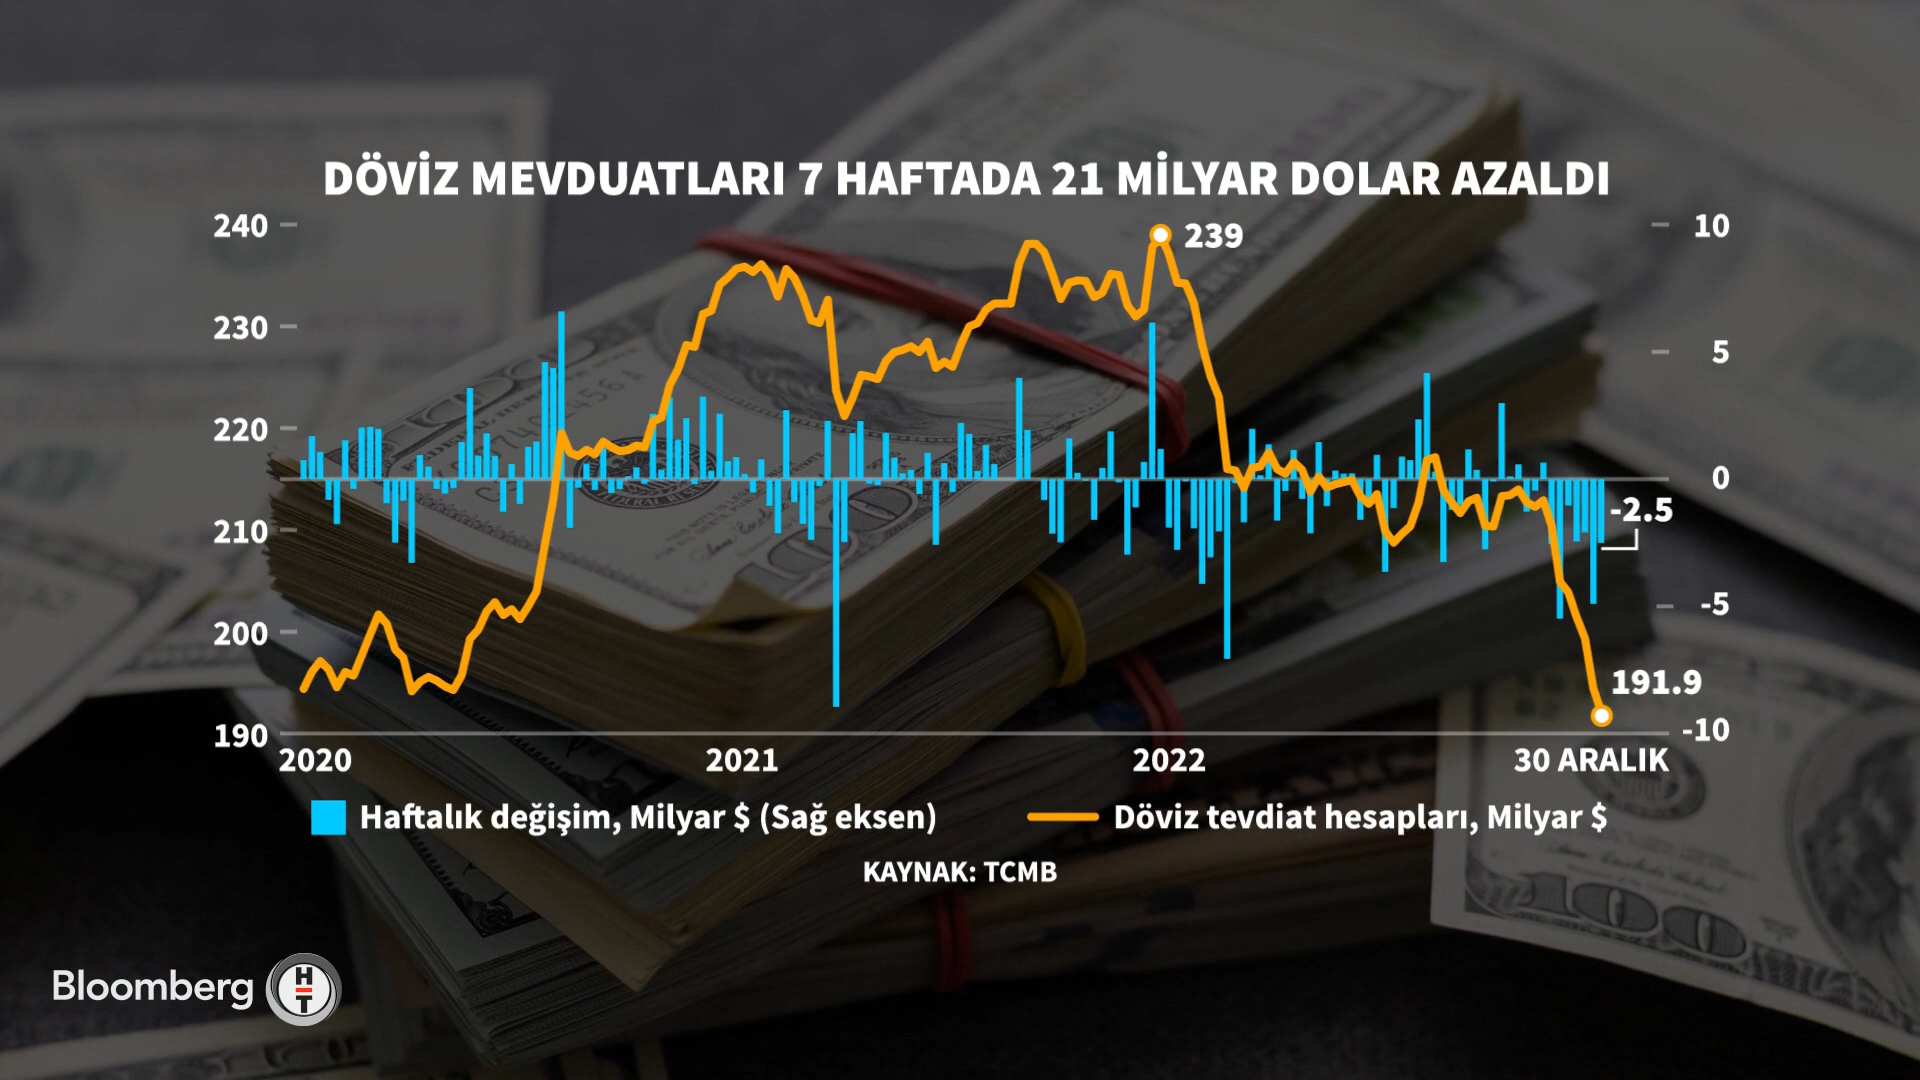 DÖVİZ MEVDUATLARI 7 HAFTADA 21 MİLYAR DOLAR AZALDI
240
10
239
230
5
220
0
-2.5
210
200
-5
191.9
190
-10
2020
2021
2022
30 ARALIK
Haftalık değişim, Milyar $ (Sağ eksen)
Döviz tevdiat hesapları, Milyar $
KAYNAK: TCMB
Bloomberg HT